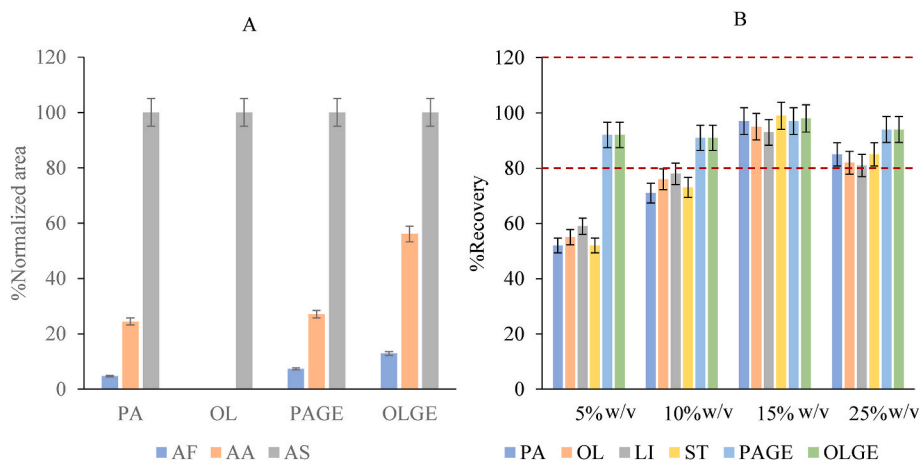 A
%Normalized area
120
100
80
60
40
20
0
PA OL PAGE OLGE
AF AA AS
B
%Recovery
120
100
80
60
40
20
0
5%w/v 10%w/v 15%w/v 25%w/v
PA OL LI ST PAGE OLGE